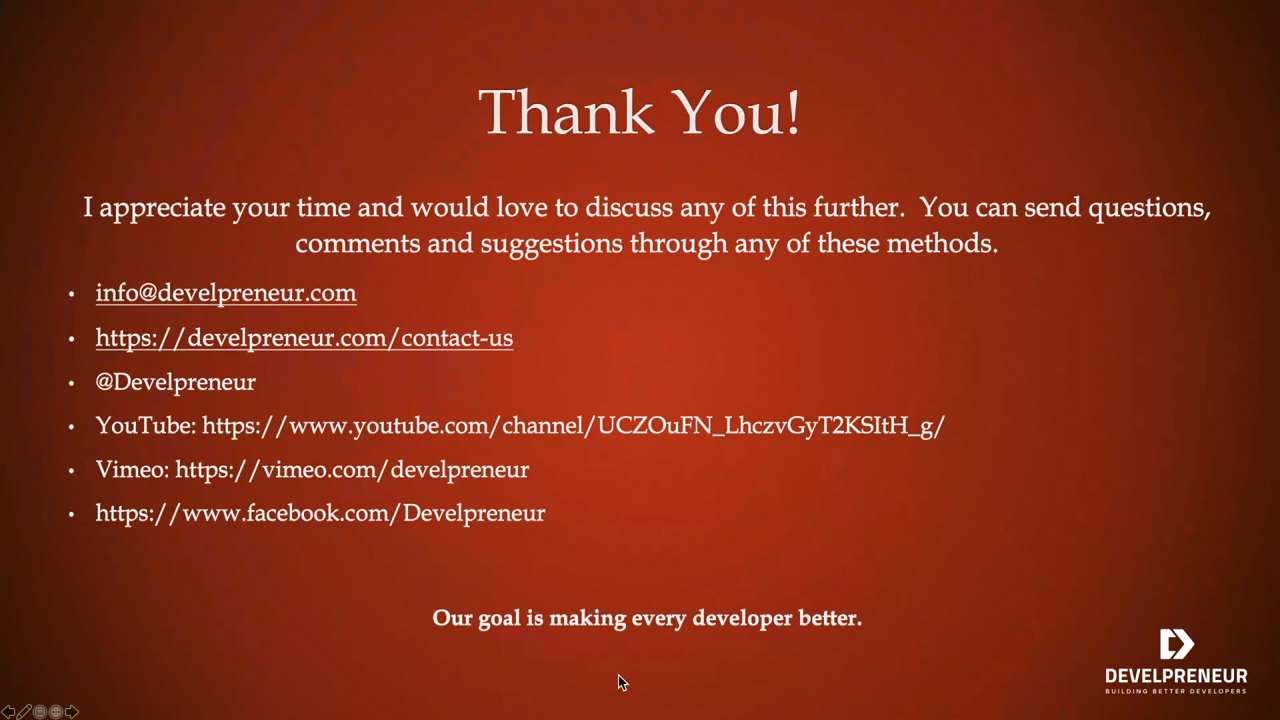 Thank You!
I appreciate your time and would love to discuss any of this further.  You can send questions,
comments and suggestions through any of these methods.
• info@develpreneur.com
• https://develpreneur.com/contact-us
• @Develpreneur
• YouTube: https://www.youtube.com/channel/UCZOuFN_LhczvGyT2KSItH_g/
• Vimeo: https://vimeo.com/develpreneur
• https://www.facebook.com/Develpreneur
Our goal is making every developer better.
DEVELPRENEUR
BUILDING BETTER DEVELOPERS